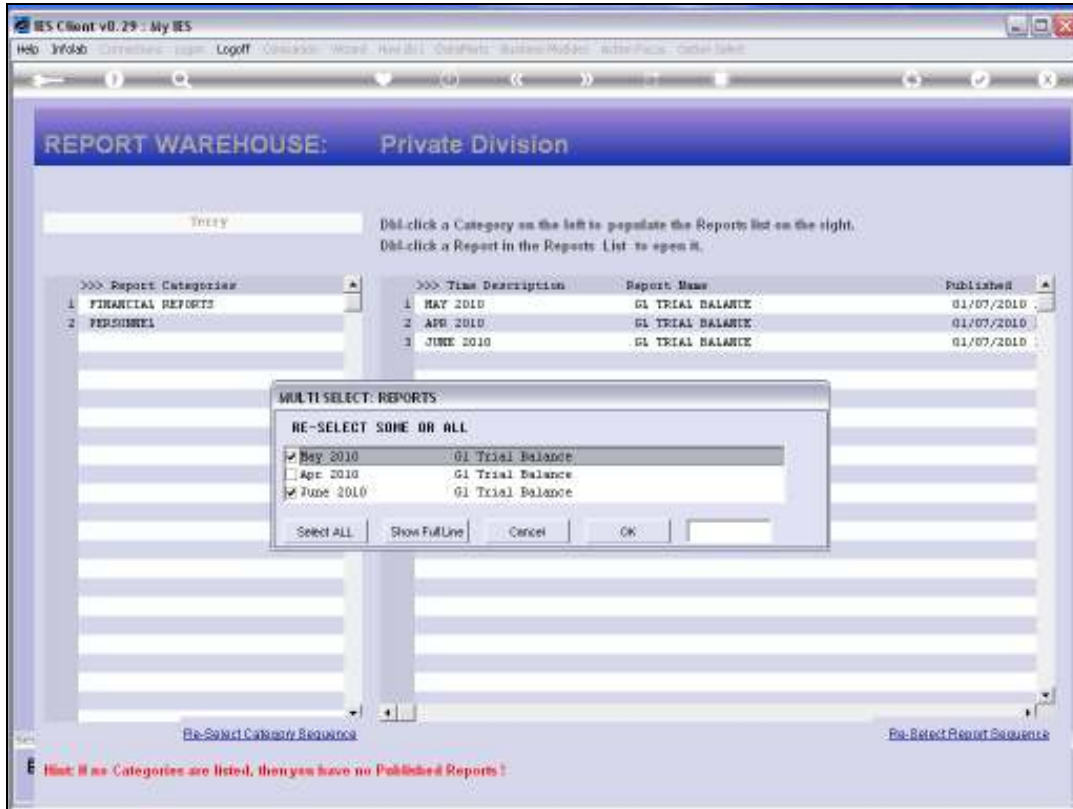 IES Client v8.29 : My IES
Help Infolab Logoff
REPORT WAREHOUSE: Private Division
Terry
Dbl-click a Category on the left to populate the Reports list on the right.
Dbl-click a Report in the Reports List to open it.
>>> Report Categories
1 FINANCIAL REPORTS
2 PERSONNEL
>>> Time Description Report Name Published
1 MAY 2010 G1 TRIAL BALANCE 01/07/2010
2 APR 2010 G1 TRIAL BALANCE 01/07/2010
3 JUNE 2010 G1 TRIAL BALANCE 01/07/2010
MULTI SELECT: REPORTS
RE-SELECT SOME OR ALL
May 2010 G1 Trial Balance
Apr 2010 G1 Trial Balance
June 2010 G1 Trial Balance
Select ALL Show Full Line Cancel OK
Re-Select Category Sequence
Re-Select Report Sequence
Hint: If no Categories are listed, then you have no Published Reports !